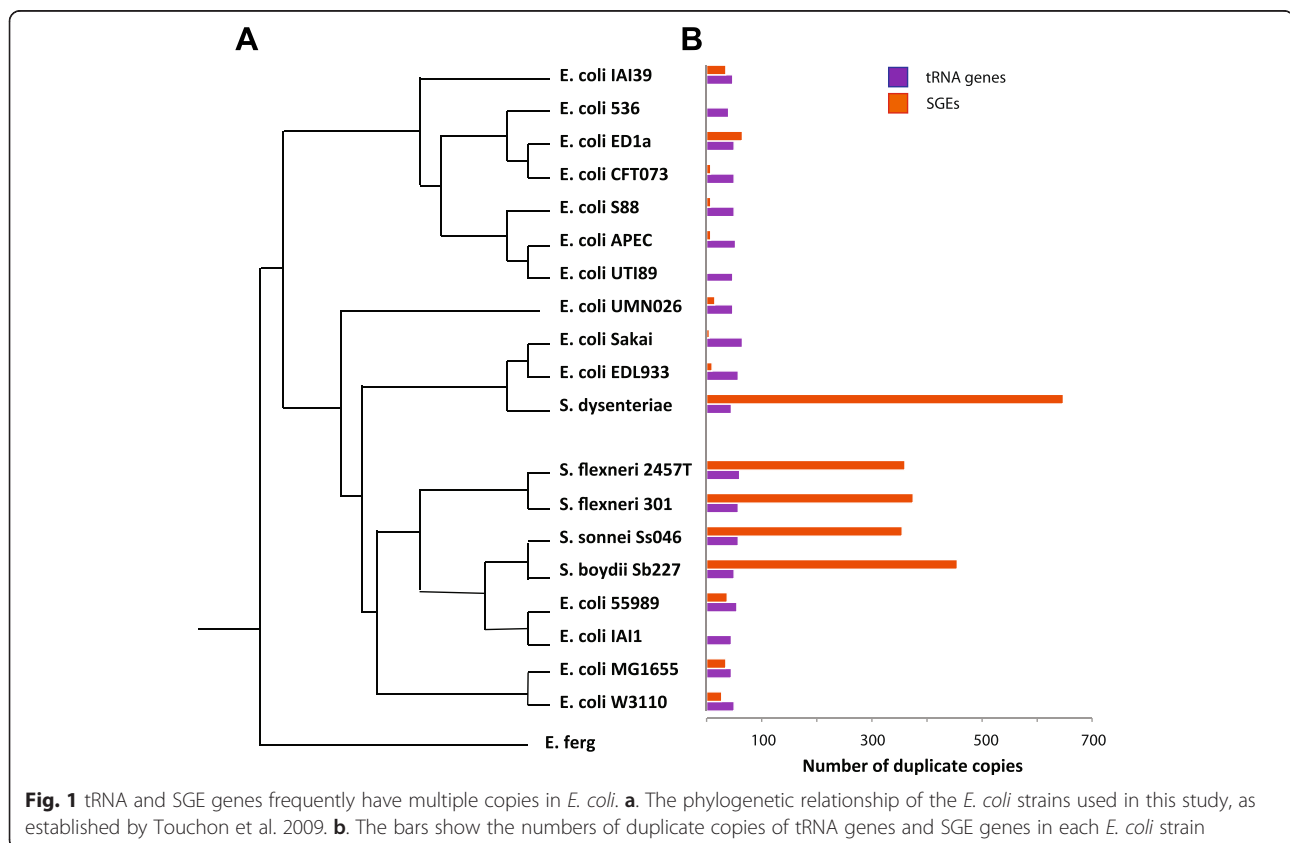 A
B
E. coli IAI39
E. coli 536
E. coli ED1a
E. coli CFT073
E. coli S88
E. coli APEC
E. coli UTI89
E. coli UMN026
E. coli Sakai
E. coli EDL933
S. dysenteriae
S. flexneri 2457T
S. flexneri 301
S. sonnei Ss046
S. boydii Sb227
E. coli 55989
E. coli IAI1
E. coli MG1655
E. coli W3110
E. ferg
tRNA genes
SGEs
100 300 500 700
Number of duplicate copies
Fig. 1 tRNA and SGE genes frequently have multiple copies in E. coli. a. The phylogenetic relationship of the E. coli strains used in this study, as
established by Touchon et al. 2009. b. The bars show the numbers of duplicate copies of tRNA genes and SGE genes in each E. coli strain